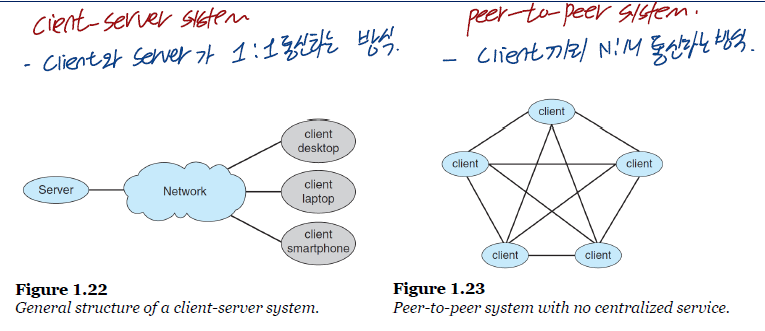 cient-server system
- Client와 Server가 1:1통신하는 방식.
Server
Network
client
desktop
client
laptop
client
smartphone
Figure 1.22
General structure of a client-server system.
peer-to-peer system.
- Client끼리 N:M 통신하는 방식.
client
client
client
client
client
Figure 1.23
Peer-to-peer system with no centralized service.